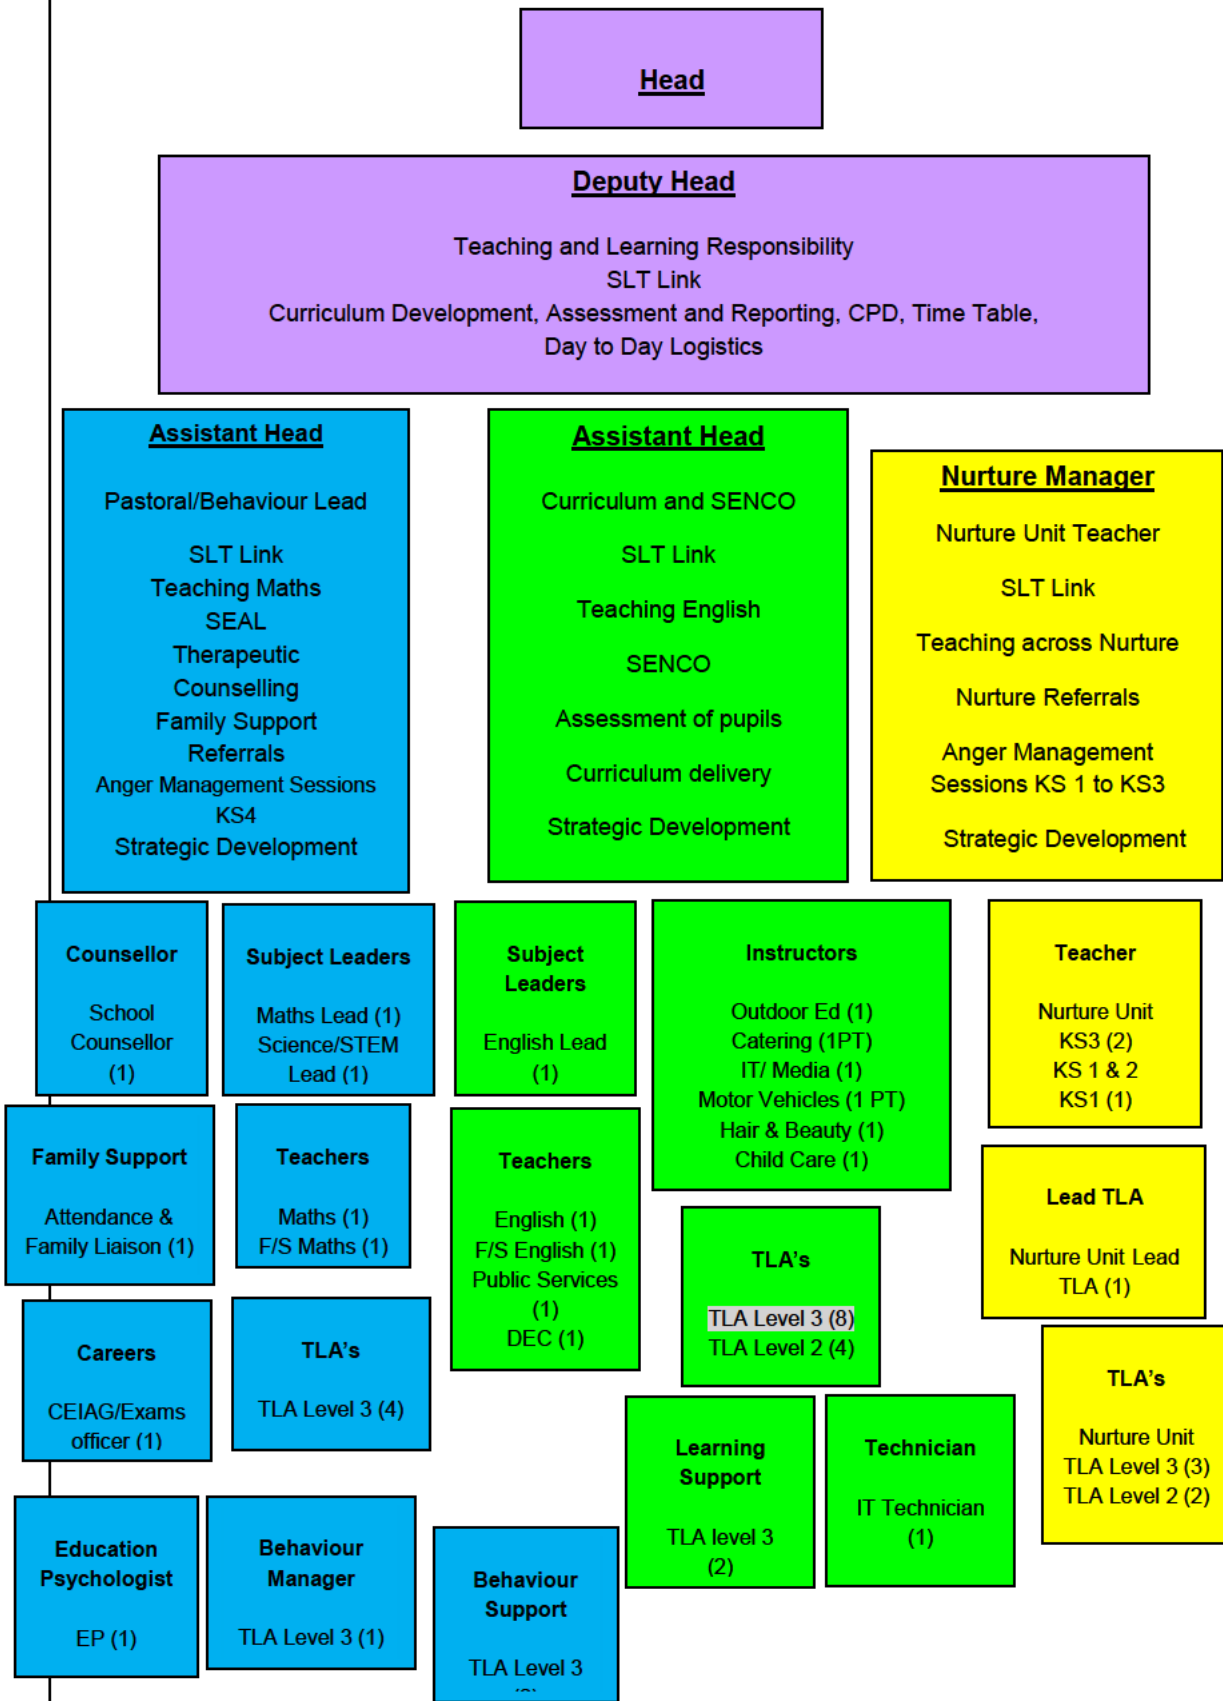 Head
Deputy Head
Teaching and Learning Responsibility
SLT Link
Curriculum Development, Assessment and Reporting, CPD, Time Table,
Day to Day Logistics
Assistant Head
Pastoral/Behaviour Lead
SLT Link
Teaching Maths
SEAL
Therapeutic
Counselling
Family Support
Referrals
Anger Management Sessions
KS4
Strategic Development
Assistant Head
Curriculum and SENCO
SLT Link
Teaching English
SENCO
Assessment of pupils
Curriculum delivery
Strategic Development
Nurture Manager
Nurture Unit Teacher
SLT Link
Teaching across Nurture
Nurture Referrals
Anger Management
Sessions KS 1 to KS3
Strategic Development
Counsellor
School
Counsellor
(1)
Subject Leaders
Maths Lead (1)
Science/STEM
Lead (1)
Subject
Leaders
English Lead
(1)
Instructors
Outdoor Ed (1)
Catering (1PT)
IT/ Media (1)
Motor Vehicles (1 PT)
Hair & Beauty (1)
Child Care (1)
Teacher
Nurture Unit
KS3 (2)
KS 1 & 2
KS1 (1)
Family Support
Attendance &
Family Liaison (1)
Teachers
Maths (1)
F/S Maths (1)
Teachers
English (1)
F/S English (1)
Public Services
(1)
DEC (1)
TLA's
TLA Level 3 (8)
TLA Level 2 (4)
Lead TLA
Nurture Unit Lead
TLA (1)
Careers
CEIAG/Exams
officer (1)
TLA's
TLA Level 3 (4)
Learning
Support
TLA level 3
(2)
Technician
IT Technician
(1)
TLA's
Nurture Unit
TLA Level 3 (3)
TLA Level 2 (2)
Education
Psychologist
EP (1)
Behaviour
Manager
TLA Level 3 (1)
Behaviour
Support
TLA Level 3